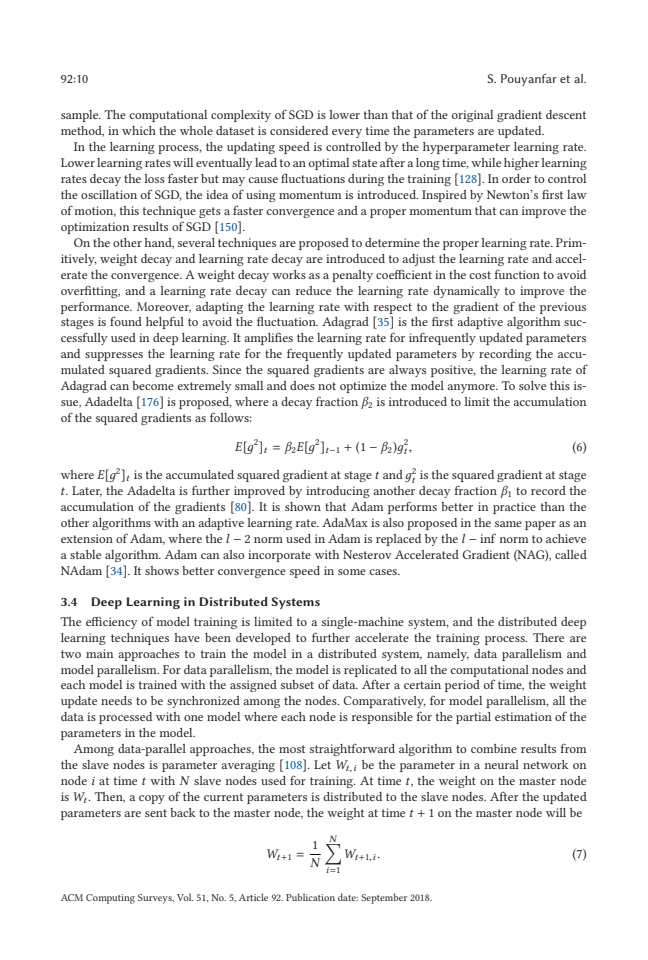 92:10 S. Pouyanfar et al.
sample. The computational complexity of SGD is lower than that of the original gradient descent
method, in which the whole dataset is considered every time the parameters are updated.
In the learning process, the updating speed is controlled by the hyperparameter learning rate.
Lower learning rates will eventually lead to an optimal state after a long time, while higher learning
rates decay the loss faster but may cause fluctuations during the training [128]. In order to control
the oscillation of SGD, the idea of using momentum is introduced. Inspired by Newton's first law
of motion, this technique gets a faster convergence and a proper momentum that can improve the
optimization results of SGD [150].
On the other hand, several techniques are proposed to determine the proper learning rate. Prim-
itively, weight decay and learning rate decay are introduced to adjust the learning rate and accel-
erate the convergence. A weight decay works as a penalty coefficient in the cost function to avoid
overfitting, and a learning rate decay can reduce the learning rate dynamically to improve the
performance. Moreover, adapting the learning rate with respect to the gradient of the previous
stages is found helpful to avoid the fluctuation. Adagrad [35] is the first adaptive algorithm suc-
cessfully used in deep learning. It amplifies the learning rate for infrequently updated parameters
and suppresses the learning rate for the frequently updated parameters by recording the accu-
mulated squared gradients. Since the squared gradients are always positive, the learning rate of
Adagrad can become extremely small and does not optimize the model anymore. To solve this is-
sue, Adadelta [176] is proposed, where a decay fraction β₂ is introduced to limit the accumulation
of the squared gradients as follows:
E[g²]ₜ = β₂E[g²]ₜ₋₁ + (1 − β₂)gₜ², (6)
where E[g²]ₜ is the accumulated squared gradient at stage t and gₜ² is the squared gradient at stage
t. Later, the Adadelta is further improved by introducing another decay fraction β₁ to record the
accumulation of the gradients [80]. It is shown that Adam performs better in practice than the
other algorithms with an adaptive learning rate. AdaMax is also proposed in the same paper as an
extension of Adam, where the l − 2 norm used in Adam is replaced by the l − inf norm to achieve
a stable algorithm. Adam can also incorporate with Nesterov Accelerated Gradient (NAG), called
NAdam [34]. It shows better convergence speed in some cases.
3.4 Deep Learning in Distributed Systems
The efficiency of model training is limited to a single-machine system, and the distributed deep
learning techniques have been developed to further accelerate the training process. There are
two main approaches to train the model in a distributed system, namely, data parallelism and
model parallelism. For data parallelism, the model is replicated to all the computational nodes and
each model is trained with the assigned subset of data. After a certain period of time, the weight
update needs to be synchronized among the nodes. Comparatively, for model parallelism, all the
data is processed with one model where each node is responsible for the partial estimation of the
parameters in the model.
Among data-parallel approaches, the most straightforward algorithm to combine results from
the slave nodes is parameter averaging [108]. Let Wₜ,ᵢ be the parameter in a neural network on
node i at time t with N slave nodes used for training. At time t, the weight on the master node
is Wₜ. Then, a copy of the current parameters is distributed to the slave nodes. After the updated
parameters are sent back to the master node, the weight at time t + 1 on the master node will be
Wₜ₊₁ = 1/N ∑ᵢ₌₁ᴺ Wₜ₊₁,ᵢ. (7)
ACM Computing Surveys, Vol. 51, No. 5, Article 92. Publication date: September 2018.